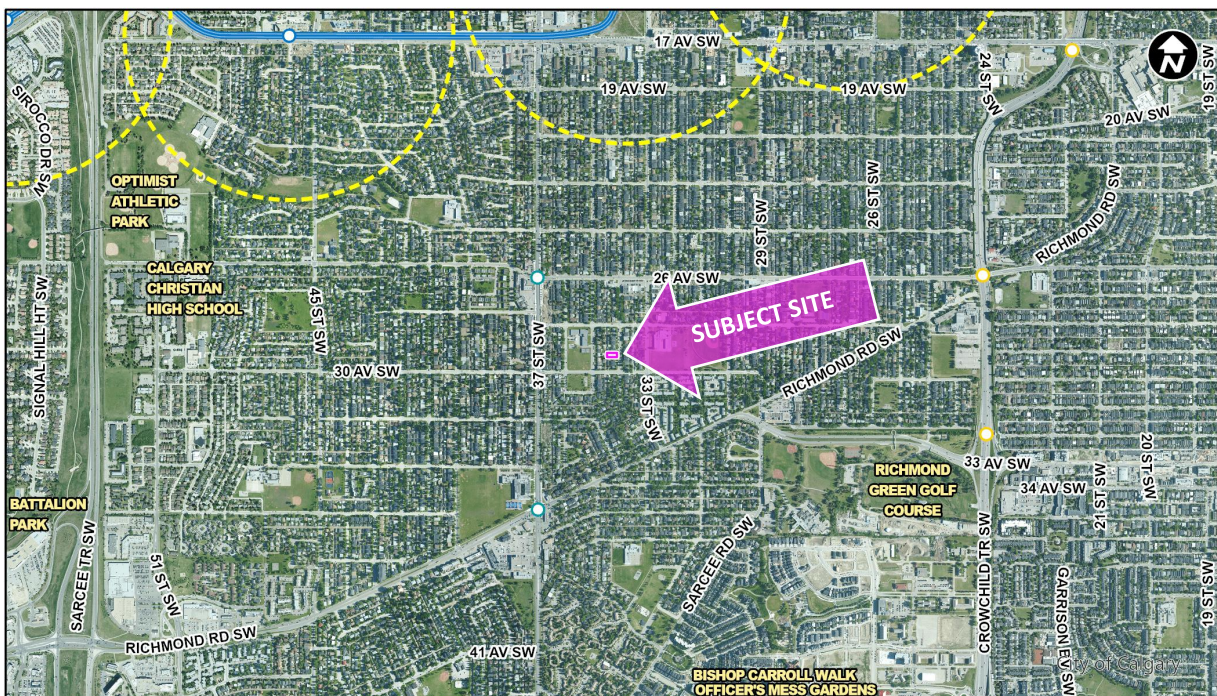 17 AV SW
N
19 ST SW
SIROCCO DR SW
24 ST SW
19 AV SW
19 AV SW
20 AV SW
OPTIMIST
ATHLETIC
PARK
26 ST SW
29 ST SW
RICHMOND RD SW
CALGARY
CHRISTIAN
HIGH SCHOOL
26 AV SW
SIGNAL HILL HT SW
45 ST SW
SUBJECT SITE
37 ST SW
30 AV SW
33 ST SW
RICHMOND RD SW
33 AV SW
RICHMOND
GREEN GOLF
COURSE
34 AV SW
21 ST SW
20 ST SW
BATTALION
PARK
SARCEE TR SW
51 ST SW
SARCEE RD SW
CROWCHILD TR SW
19 ST SW
RICHMOND RD SW
41 AV SW
BISHOP CARROLL WALK
OFFICER'S MESS GARDENS
ty of Calgary